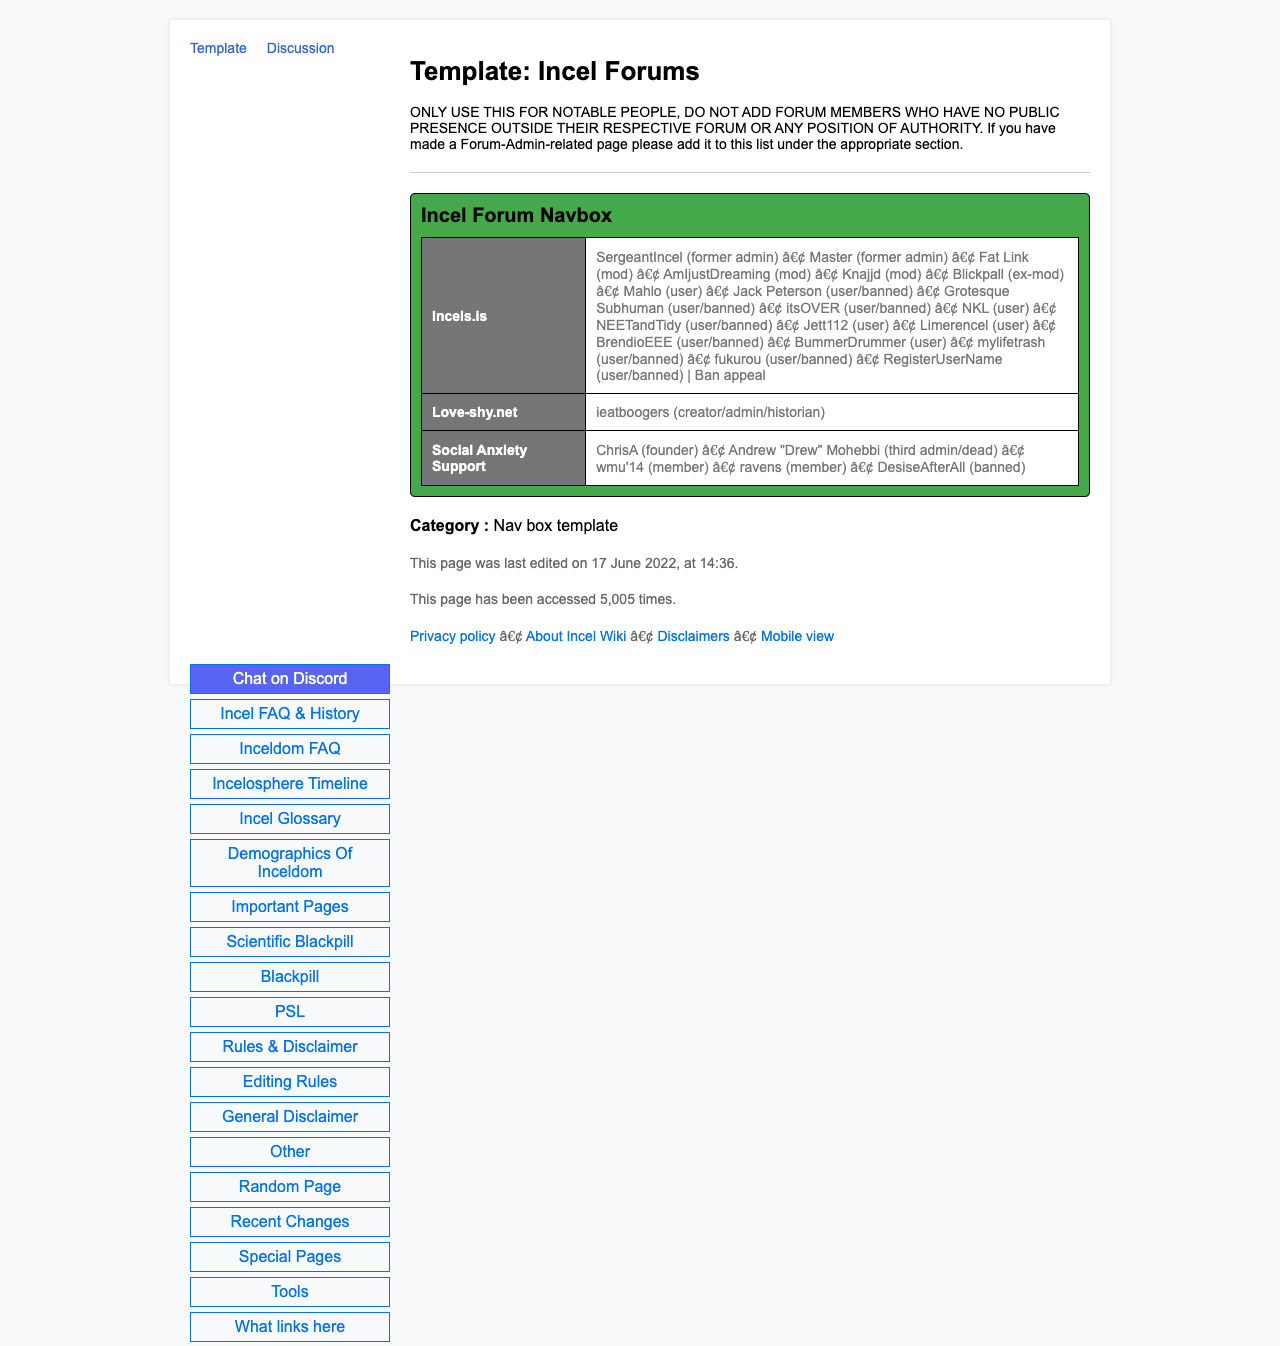 Template Discussion
Template: Incel Forums
ONLY USE THIS FOR NOTABLE PEOPLE, DO NOT ADD FORUM MEMBERS WHO HAVE NO PUBLIC
PRESENCE OUTSIDE THEIR RESPECTIVE FORUM OR ANY POSITION OF AUTHORITY. If you have
made a Forum-Admin-related page please add it to this list under the appropriate section.
Incel Forum Navbox
Incels.is
SergeantIncel (former admin) â€¢ Master (former admin) â€¢ Fat Link
(mod) â€¢ AmIjustDreaming (mod) â€¢ Knajjd (mod) â€¢ Blickpall (ex-mod)
â€¢ Mahlo (user) â€¢ Jack Peterson (user/banned) â€¢ Grotesque
Subhuman (user/banned) â€¢ itsOVER (user/banned) â€¢ NKL (user) â€¢
NEETandTidy (user/banned) â€¢ Jett112 (user) â€¢ Limerencel (user) â€¢
BrendioEEE (user/banned) â€¢ BummerDrummer (user) â€¢ mylifetrash
(user/banned) â€¢ fukurou (user/banned) â€¢ RegisterUserName
(user/banned) | Ban appeal
Love-shy.net
ieatboogers (creator/admin/historian)
Social Anxiety
Support
ChrisA (founder) â€¢ Andrew "Drew" Mohebbi (third admin/dead) â€¢
wmu'14 (member) â€¢ ravens (member) â€¢ DesiseAfterAll (banned)
Category : Nav box template
This page was last edited on 17 June 2022, at 14:36.
This page has been accessed 5,005 times.
Privacy policy â€¢ About Incel Wiki â€¢ Disclaimers â€¢ Mobile view
Chat on Discord
Incel FAQ & History
Inceldom FAQ
Incelosphere Timeline
Incel Glossary
Demographics Of
Inceldom
Important Pages
Scientific Blackpill
Blackpill
PSL
Rules & Disclaimer
Editing Rules
General Disclaimer
Other
Random Page
Recent Changes
Special Pages
Tools
What links here